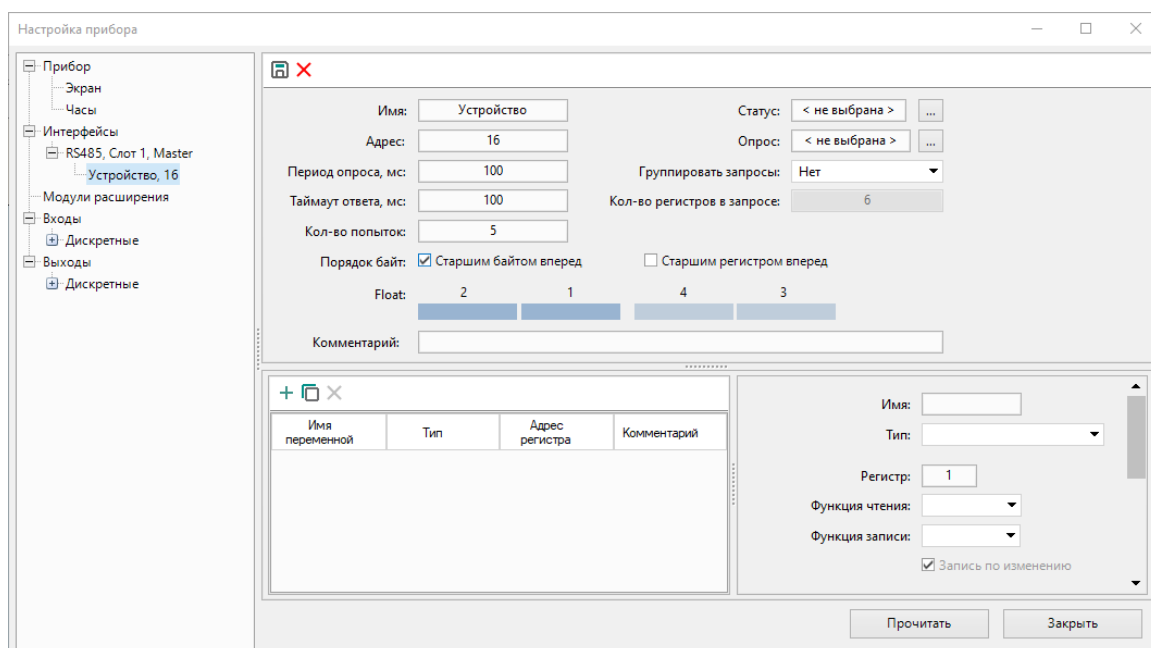 Настройка прибора
Прибор
Экран
Часы
Интерфейсы
RS485, Слот 1, Master
Устройство, 16
Модули расширения
Входы
Дискретные
Выходы
Дискретные
Имя: Устройство Статус: < не выбрана > ...
Адрес: 16 Опрос: < не выбрана > ...
Период опроса, мс: 100 Группировать запросы: Нет
Таймаут ответа, мс: 100 Кол-во регистров в запросе: 6
Кол-во попыток: 5
Порядок байт: Старшим байтом вперед Старшим регистром вперед
Float: 2 1 4 3
Комментарий:
Имя переменной Тип Адрес регистра Комментарий
Имя:
Тип:
Регистр: 1
Функция чтения:
Функция записи:
Запись по изменению
Прочитать Закрыть